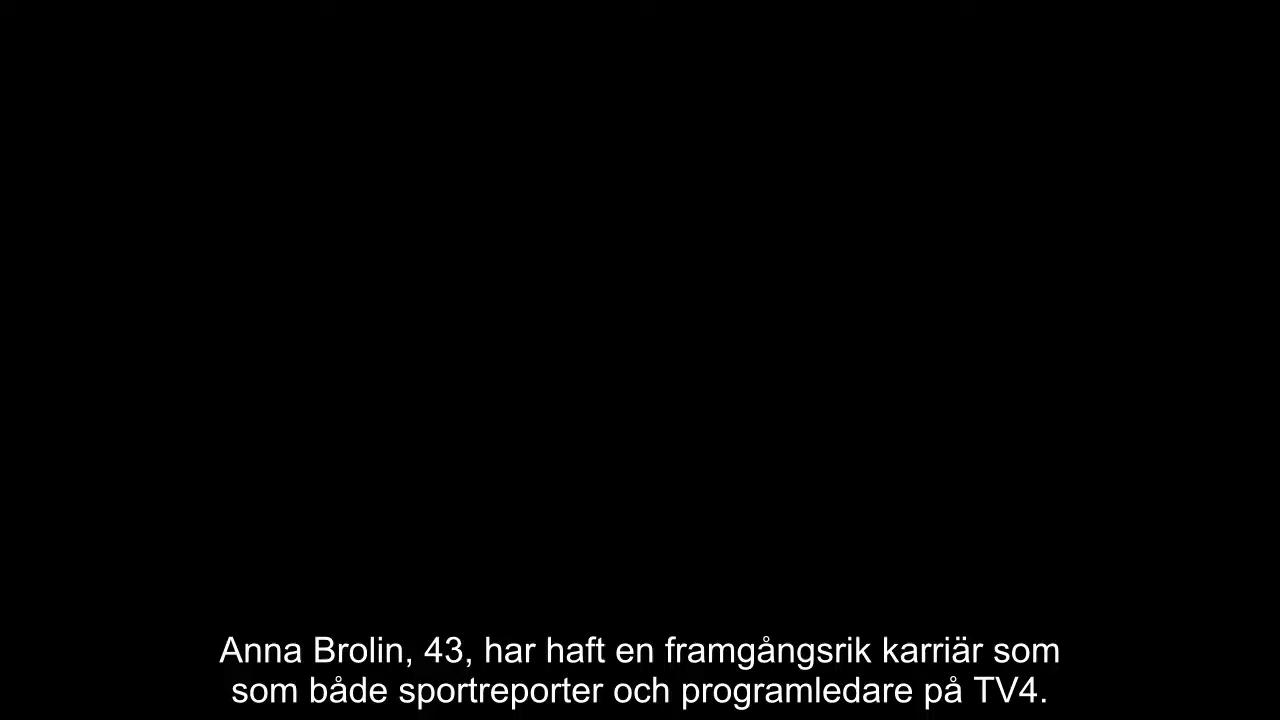 Anna Brolin, 43, har haft en framgångsrik karriär som
som både sportreporter och programledare på TV4.